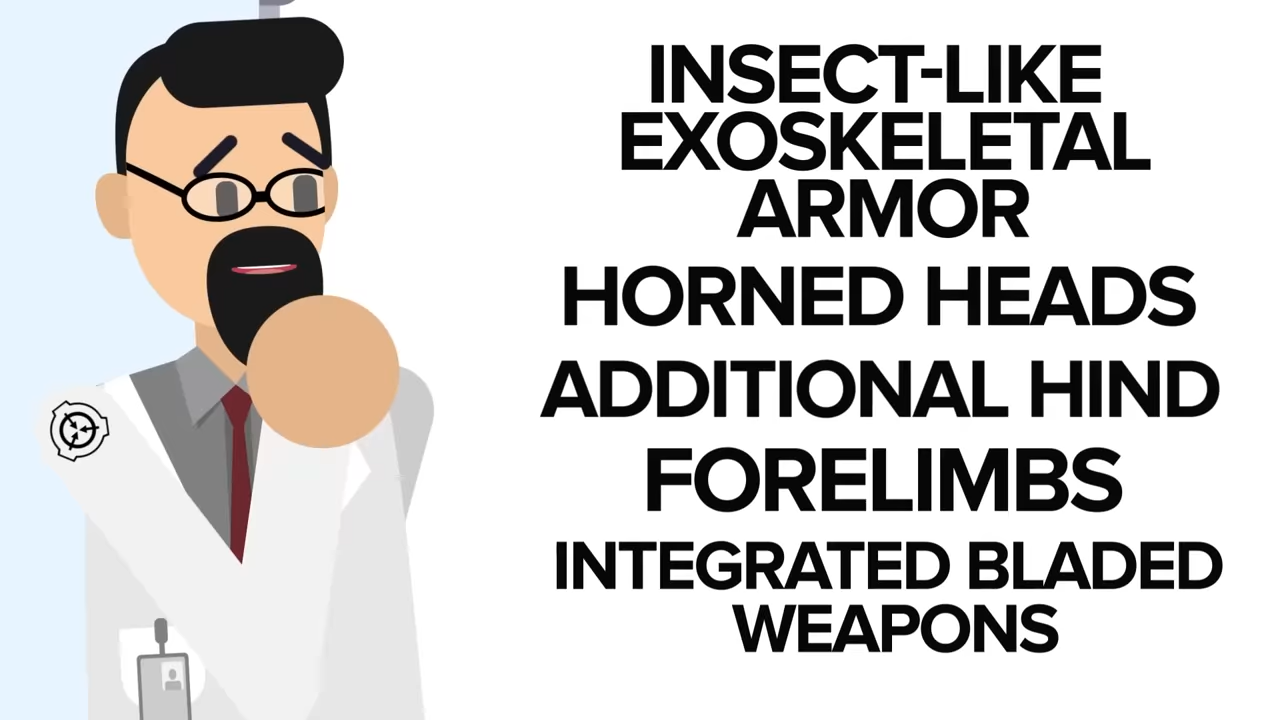 INSECT-LIKE
EXOSKELETAL
ARMOR
HORNED HEADS
ADDITIONAL HIND
FORELIMBS
INTEGRATED BLADED
WEAPONS